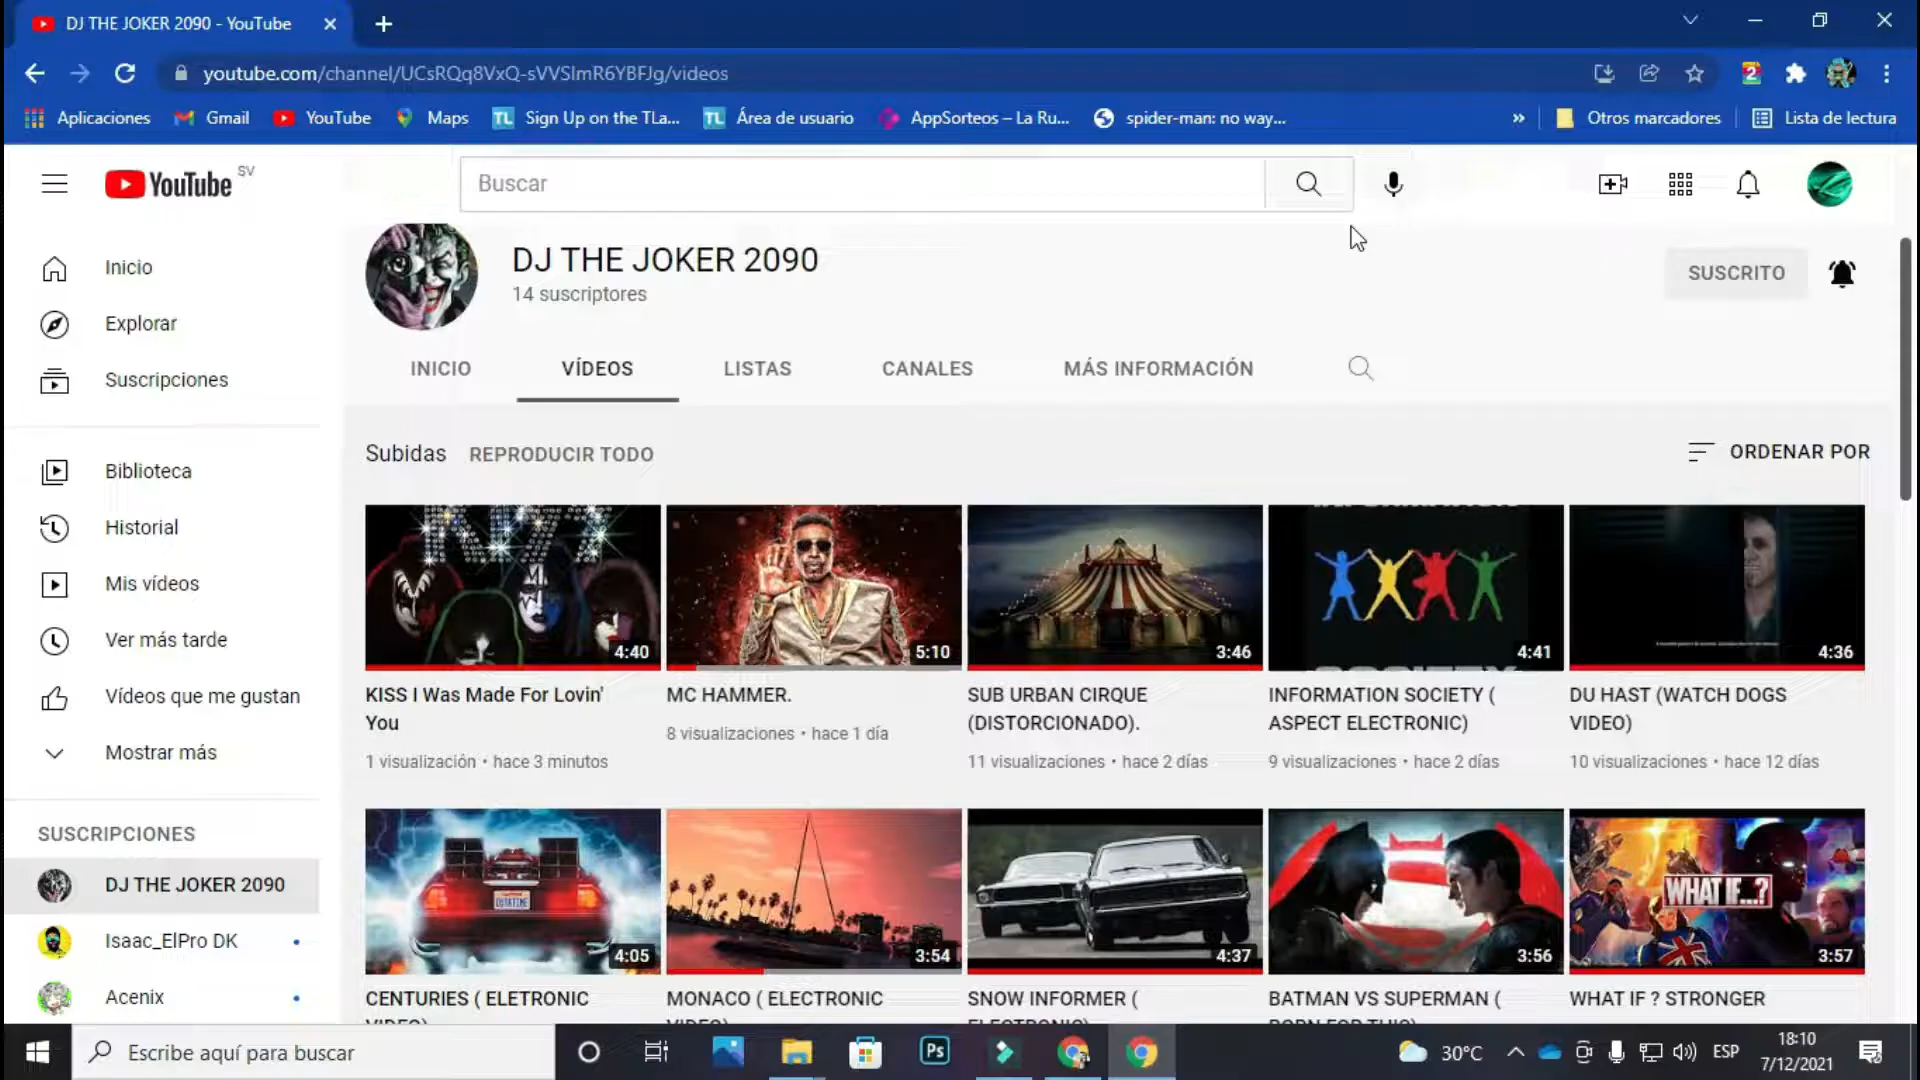 DJ THE JOKER 2090 - YouTube
youtube.com/channel/UCsRQq8VxQ-sVVSlmR6YBFJg/videos
Aplicaciones Gmail YouTube Maps Sign Up on the TLa... Área de usuario AppSorteos – La Ru... spider-man: no way... » Otros marcadores Lista de lectura
YouTube SV
Buscar
Inicio
Explorar
Suscripciones
Biblioteca
Historial
Mis vídeos
Ver más tarde
Vídeos que me gustan
Mostrar más
SUSCRIPCIONES
DJ THE JOKER 2090
Isaac_ElPro DK
Acenix
DJ THE JOKER 2090
14 suscriptores
SUSCRITO
INICIO VÍDEOS LISTAS CANALES MÁS INFORMACIÓN
Subidas REPRODUCIR TODO
ORDENAR POR
4:40
KISS I Was Made For Lovin'
You
1 visualización • hace 3 minutos
5:10
MC HAMMER.
8 visualizaciones • hace 1 día
3:46
SUB URBAN CIRQUE
(DISTORCIONADO).
11 visualizaciones • hace 2 días
4:41
INFORMATION SOCIETY (
ASPECT ELECTRONIC)
9 visualizaciones • hace 2 días
4:36
DU HAST (WATCH DOGS
VIDEO)
10 visualizaciones • hace 12 días
4:05
CENTURIES ( ELETRONIC
VIDEO)
3:54
MONACO ( ELECTRONIC
VIDEO)
4:37
SNOW INFORMER (
ELECTRONIC)
3:56
BATMAN VS SUPERMAN (
BORN FOR THIS)
WHAT IF...?
3:57
WHAT IF ? STRONGER
Escribe aquí para buscar
Ps
30°C
ESP
18:10
7/12/2021